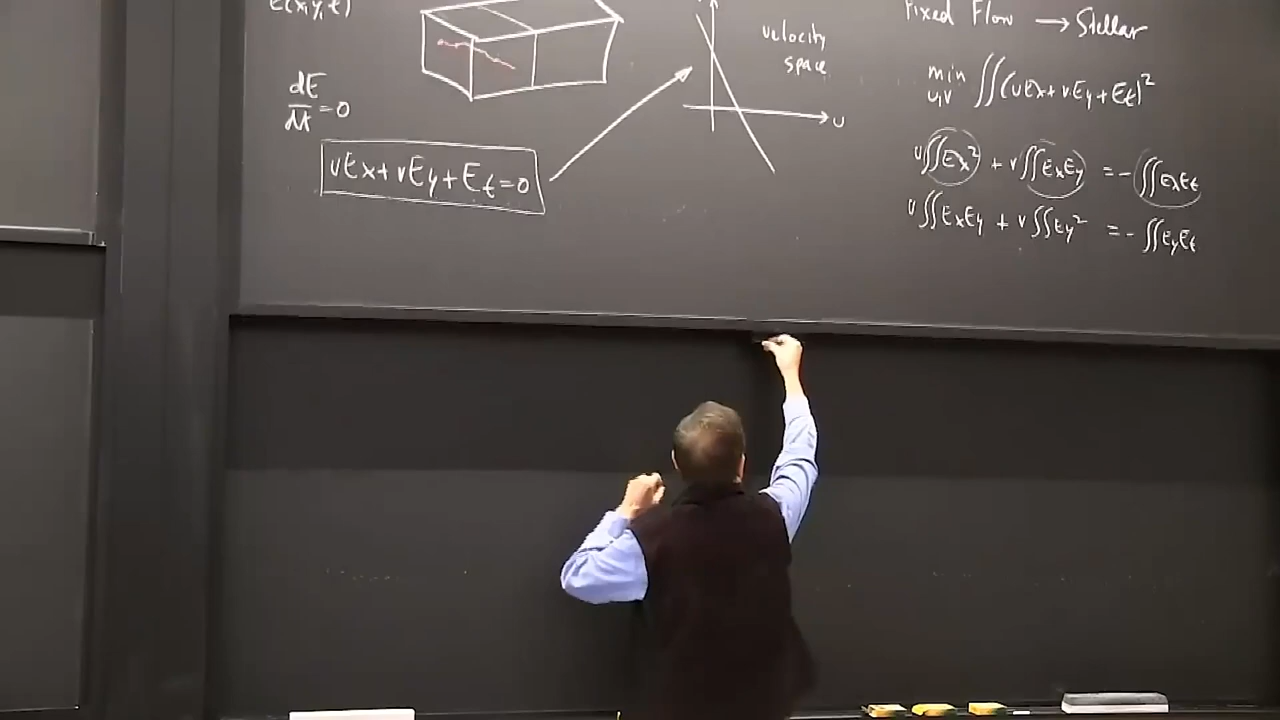 E(x,y,t)
dE/dt = 0
uEx + vEy + Et = 0
velocity
space
u
Fixed Flow → Stellar
min ∬(uEx + vEy + Et)²
u,v
u∬Ex² + v∬ExEy = -∬ExEt
u∬ExEy + v∬Ey² = -∬EyEt